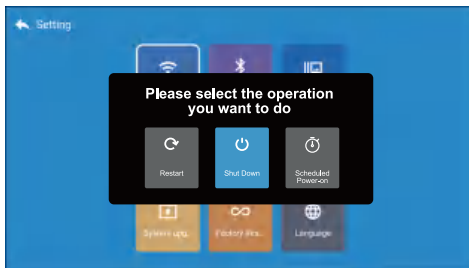 Setting
Please select the operation
you want to do
Restart
Shut Down
Scheduled
Power-on
Language